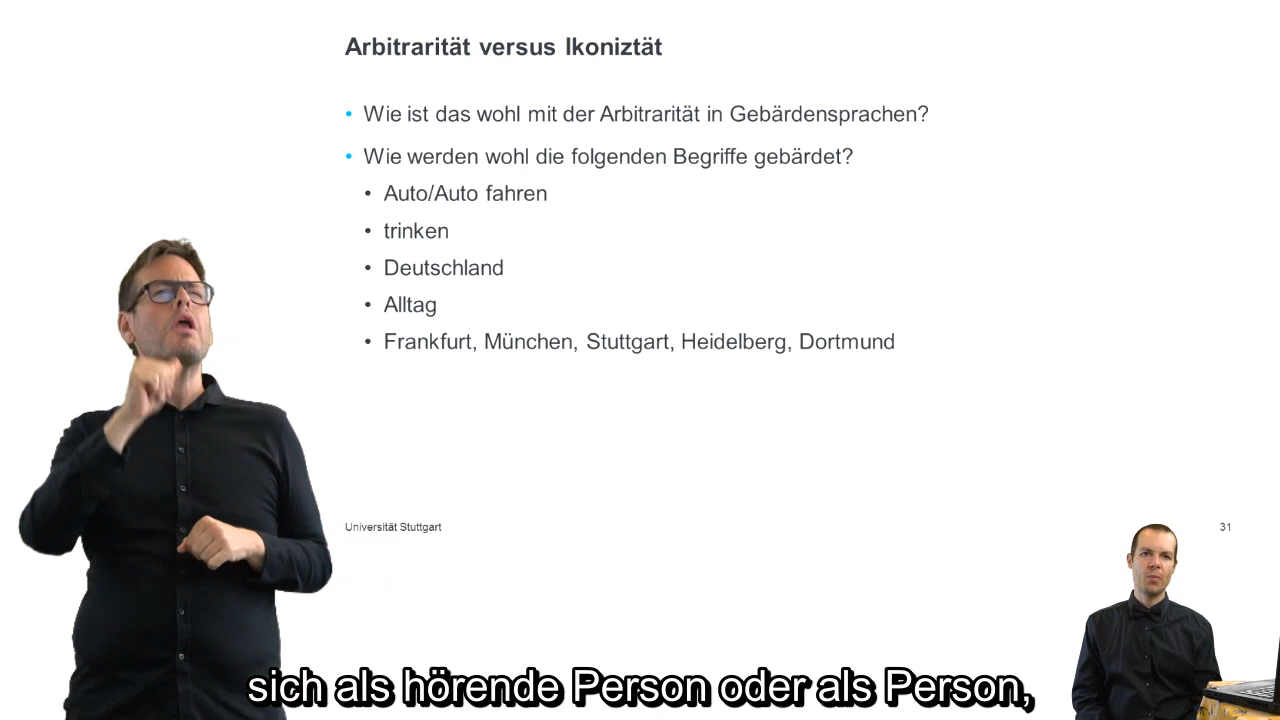 Arbitrarität versus Ikoniztät
• Wie ist das wohl mit der Arbitrarität in Gebärdensprachen?
• Wie werden wohl die folgenden Begriffe gebärdet?
• Auto/Auto fahren
• trinken
• Deutschland
• Alltag
• Frankfurt, München, Stuttgart, Heidelberg, Dortmund
Universität Stuttgart
31
sich als hörende Person oder als Person,